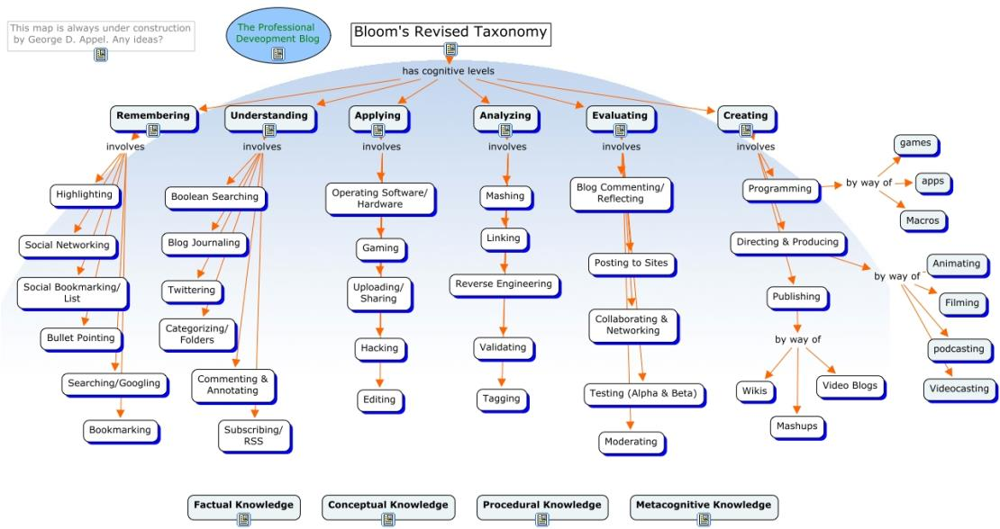 This map is always under construction
by George D. Appel. Any ideas?
The Professional
Deveopment Blog
Bloom's Revised Taxonomy
has cognitive levels
Remembering
Understanding
Applying
Analyzing
Evaluating
Creating
involves
involves
involves
involves
involves
involves
Highlighting
Social Networking
Social Bookmarking/
List
Bullet Pointing
Searching/Googling
Bookmarking
Boolean Searching
Blog Journaling
Twittering
Categorizing/
Folders
Commenting &
Annotating
Subscribing/
RSS
Operating Software/
Hardware
Gaming
Uploading/
Sharing
Hacking
Editing
Mashing
Linking
Reverse Engineering
Validating
Tagging
Blog Commenting/
Reflecting
Posting to Sites
Collaborating &
Networking
Testing (Alpha & Beta)
Moderating
Programming
by way of
games
apps
Macros
Directing & Producing
by way of
Animating
Filming
podcasting
Videocasting
Publishing
by way of
Wikis
Mashups
Video Blogs
Factual Knowledge
Conceptual Knowledge
Procedural Knowledge
Metacognitive Knowledge